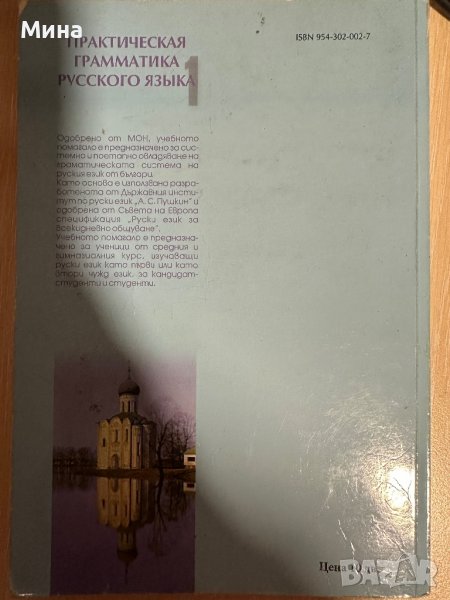 Мина
ПРАКТИЧЕСКАЯ
ГРАММАТИКА
РУССКОГО ЯЗЫКА
1
ISBN 954-302-002-7
Одобрено от МОН, учебното
помагало е предназначено за сис-
темно и поетапно овладяване на
граматическата система на
руския език от българи.
Като основа е използвана разра-
ботената от Държавния инсти-
тут по руски език „А. С. Пушкин" и
одобрена от Съвета на Европа
спецификация „Руски език за
всекидневно общуване".
Учебното помагало е предназна-
чено за ученици от средния и
гимназиалния курс, изучаващи
руски език като първи или като
втори чужд език, за кандидат-
студенти и студенти.
Цена
bazar